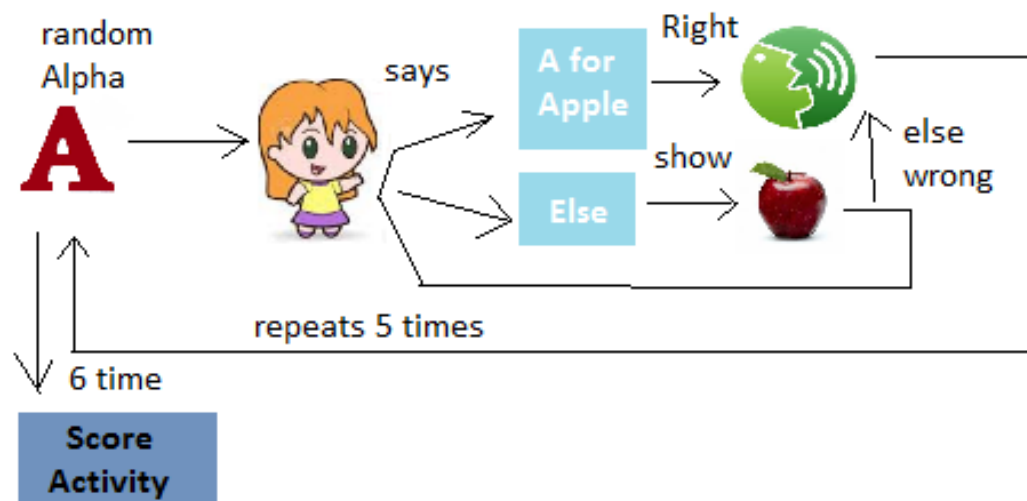 random
Alpha
A
says
A for
Apple
Right
Else
show
else
wrong
repeats 5 times
6 time
Score
Activity